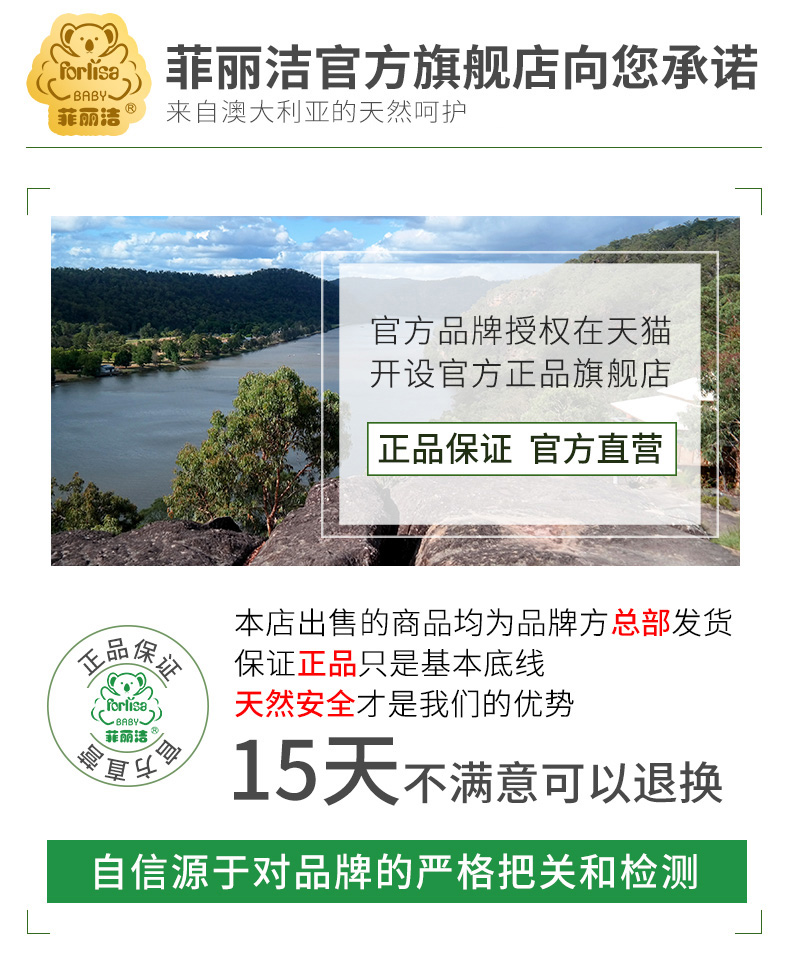 forlisa
BABY
菲丽洁®
菲丽洁官方旗舰店向您承诺
来自澳大利亚的天然呵护
官方品牌授权在天猫
开设官方正品旗舰店
正品保证 官方直营
本店出售的商品均为品牌方总部发货
保证正品只是基本底线
天然安全才是我们的优势
15天不满意可以退换
正品保证
forlisa
BABY
菲丽洁®
官方直营
自信源于对品牌的严格把关和检测